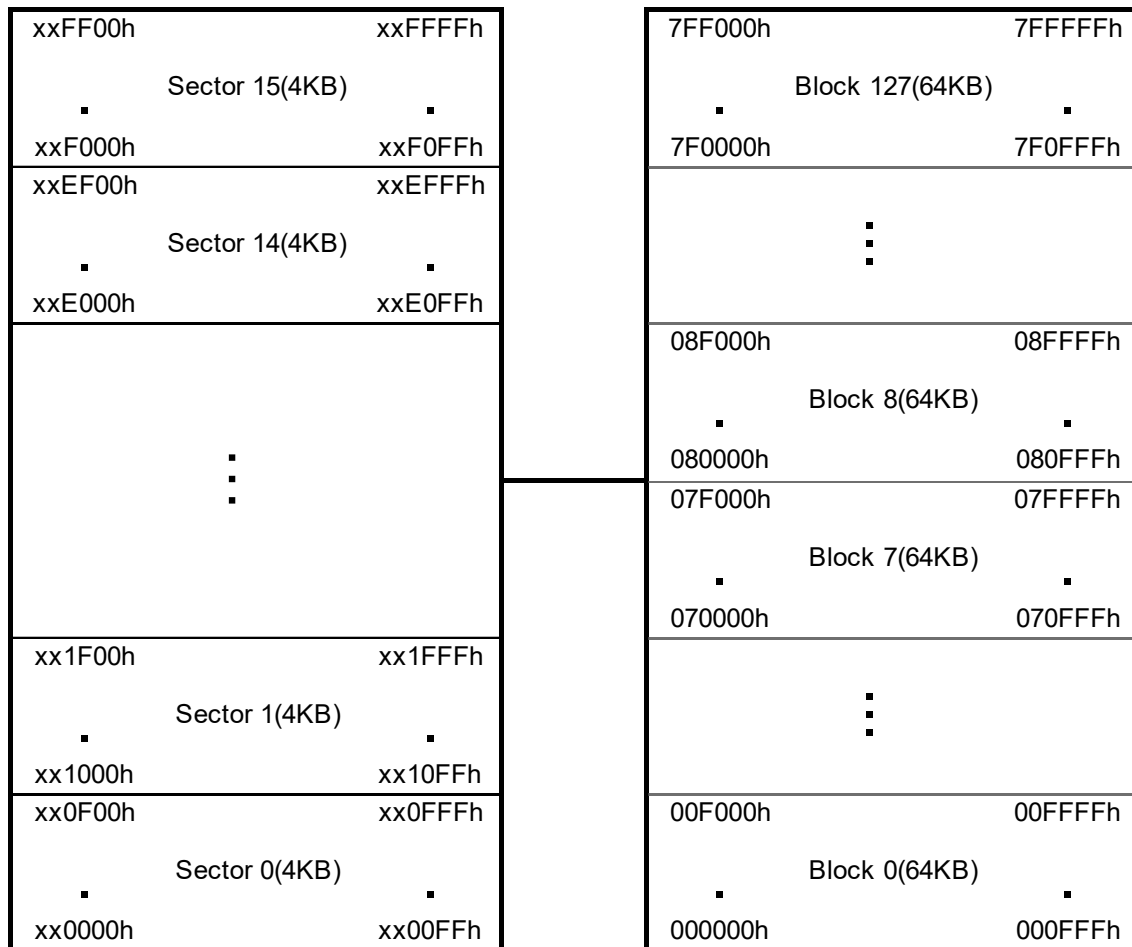 xxFF00h xxFFFFh
Sector 15(4KB)
xxF000h xxF0FFh
xxEF00h xxEFFFh
Sector 14(4KB)
xxE000h xxE0FFh
xx1F00h xx1FFFh
Sector 1(4KB)
xx1000h xx10FFh
xx0F00h xx0FFFh
Sector 0(4KB)
xx0000h xx00FFh
7FF000h 7FFFFFh
Block 127(64KB)
7F0000h 7F0FFFh
08F000h 08FFFFh
Block 8(64KB)
080000h 080FFFh
07F000h 07FFFFh
Block 7(64KB)
070000h 070FFFh
00F000h 00FFFFh
Block 0(64KB)
000000h 000FFFh